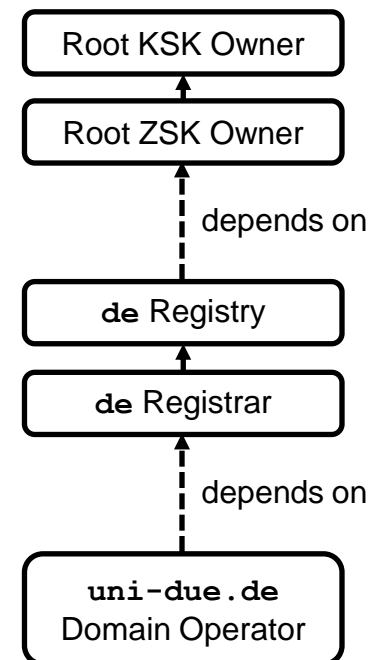 Root KSK Owner
Root ZSK Owner
depends on
de Registry
de Registrar
depends on
uni-due.de
Domain Operator